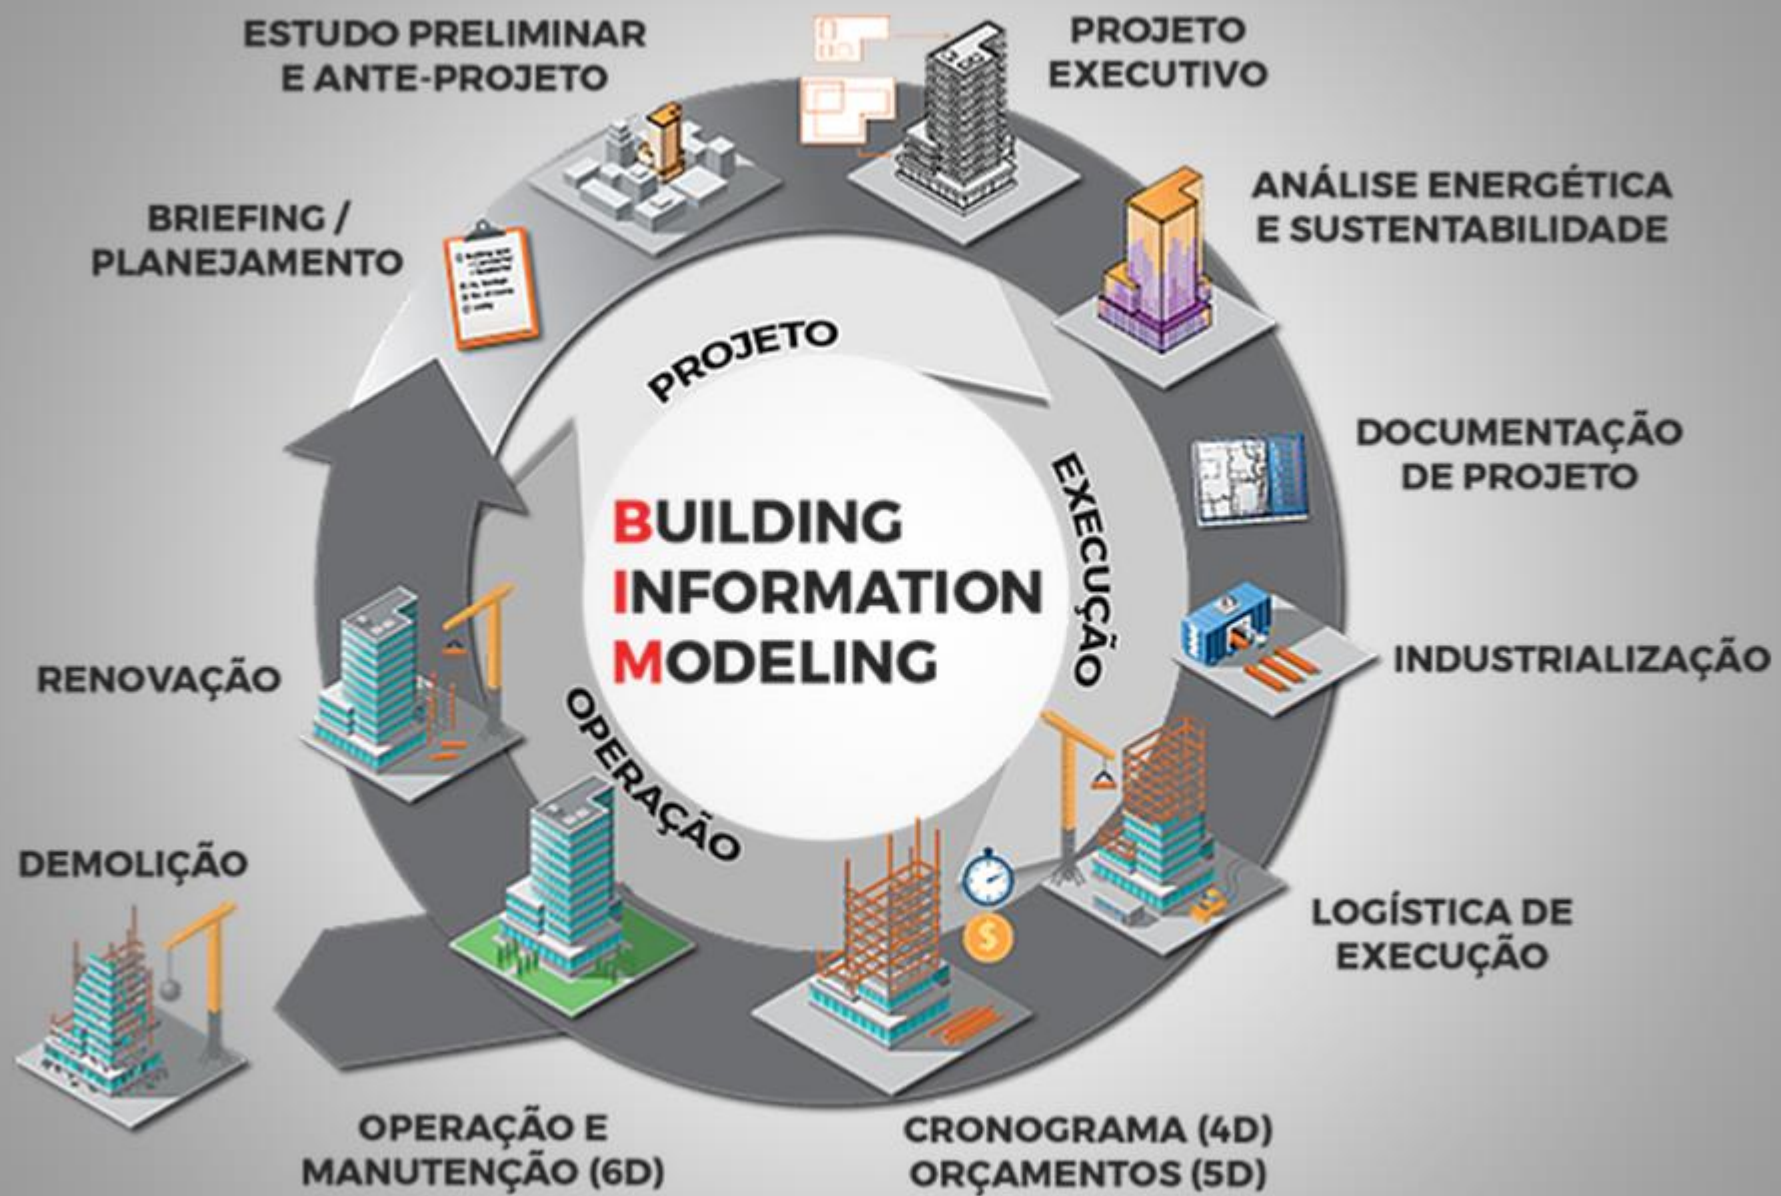 ESTUDO PRELIMINAR
E ANTE-PROJETO
PROJETO
EXECUTIVO
ANÁLISE ENERGÉTICA
E SUSTENTABILIDADE
BRIEFING /
PLANEJAMENTO
PROJETO
DOCUMENTAÇÃO
DE PROJETO
EXECUÇÃO
BUILDING
INFORMATION
MODELING
INDUSTRIALIZAÇÃO
RENOVAÇÃO
OPERAÇÃO
DEMOLIÇÃO
$
LOGÍSTICA DE
EXECUÇÃO
OPERAÇÃO E
MANUTENÇÃO (6D)
CRONOGRAMA (4D)
ORÇAMENTOS (5D)